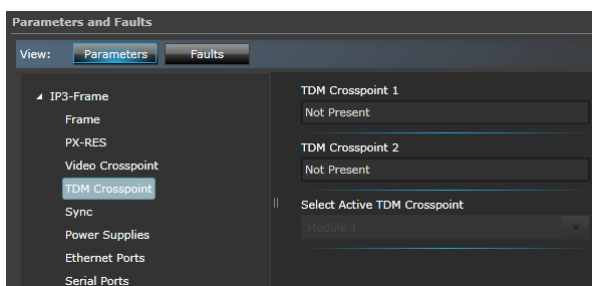 Parameters and Faults
View: Parameters Faults
IP3-Frame
Frame
PX-RES
Video Crosspoint
TDM Crosspoint
Sync
Power Supplies
Ethernet Ports
Serial Ports
TDM Crosspoint 1
Not Present
TDM Crosspoint 2
Not Present
Select Active TDM Crosspoint
Module 1